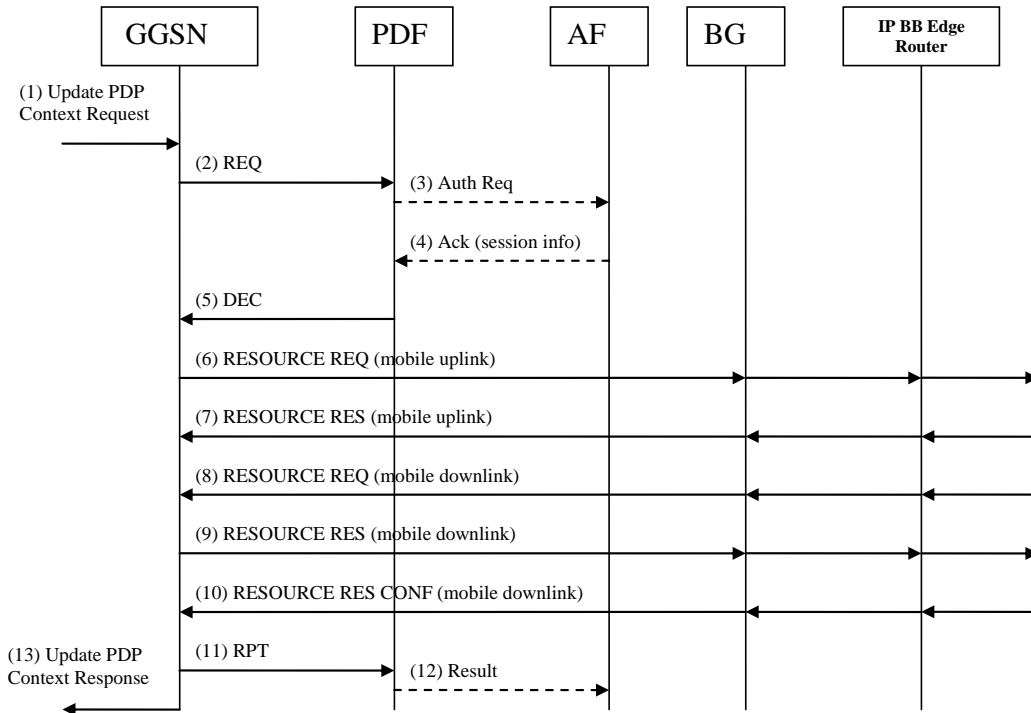 GGSN
PDF
AF
BG
IP BB Edge
Router
(1) Update PDP
Context Request
(2) REQ
(3) Auth Req
(4) Ack (session info)
(5) DEC
(6) RESOURCE REQ (mobile uplink)
(7) RESOURCE RES (mobile uplink)
(8) RESOURCE REQ (mobile downlink)
(9) RESOURCE RES (mobile downlink)
(10) RESOURCE RES CONF (mobile downlink)
(11) RPT
(12) Result
(13) Update PDP
Context Response